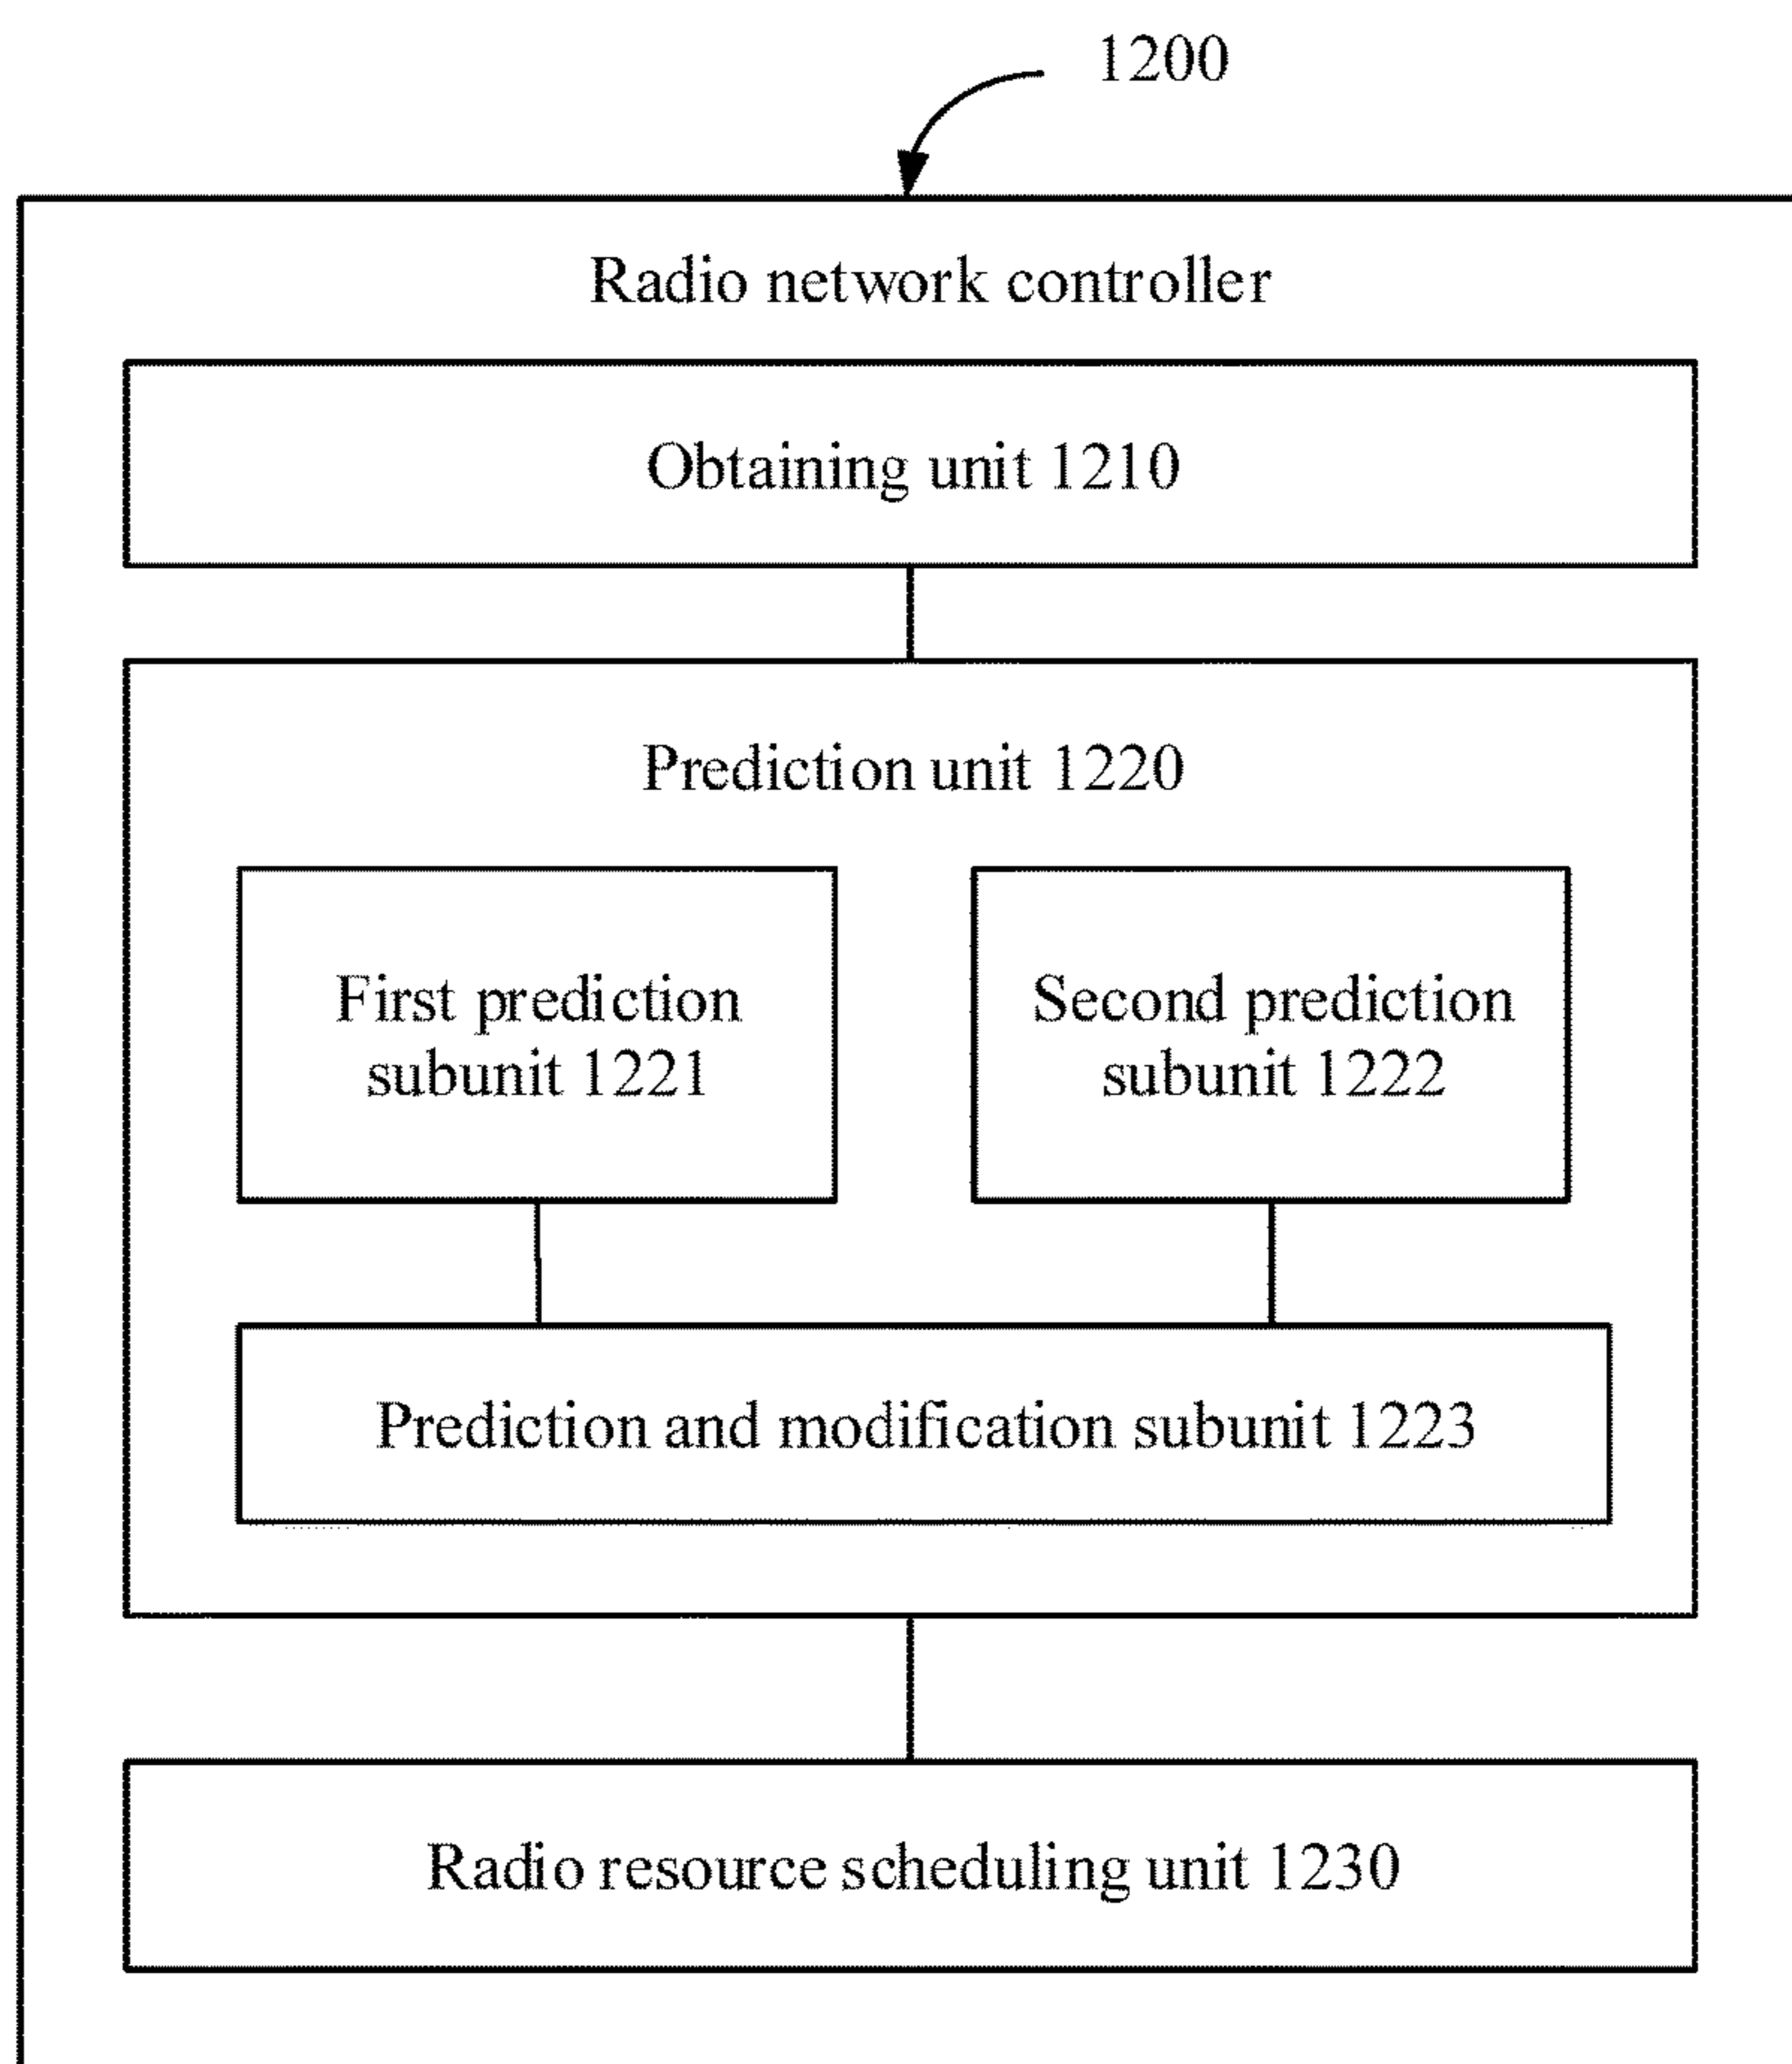 1200
Radio network controller
Obtaining unit 1210
Prediction unit 1220
First prediction
subunit 1221
Second prediction
subunit 1222
Prediction and modification subunit 1223
Radio resource scheduling unit 1230